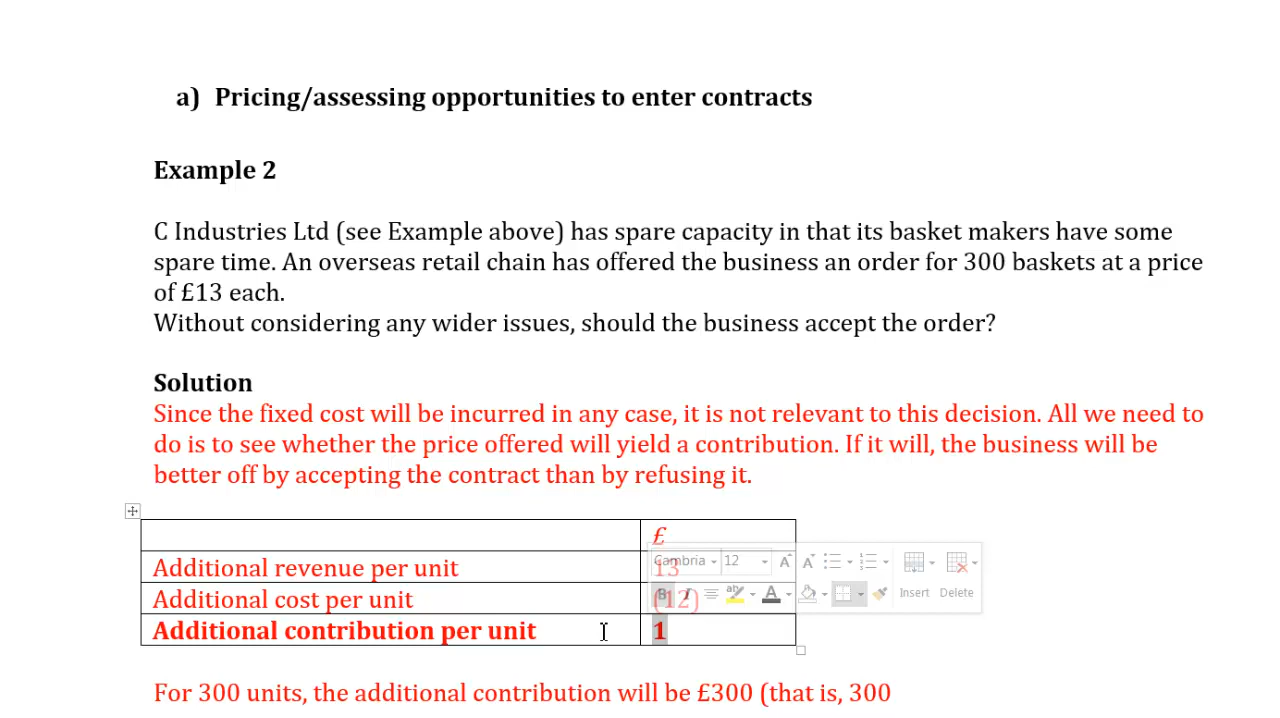 a) Pricing/assessing opportunities to enter contracts
Example 2
C Industries Ltd (see Example above) has spare capacity in that its basket makers have some
spare time. An overseas retail chain has offered the business an order for 300 baskets at a price
of £13 each.
Without considering any wider issues, should the business accept the order?
Solution
Since the fixed cost will be incurred in any case, it is not relevant to this decision. All we need to
do is to see whether the price offered will yield a contribution. If it will, the business will be
better off by accepting the contract than by refusing it.
£
Cambria 12
Additional revenue per unit 13
B I Insert Delete
Additional cost per unit (12)
Additional contribution per unit 1
For 300 units, the additional contribution will be £300 (that is, 300